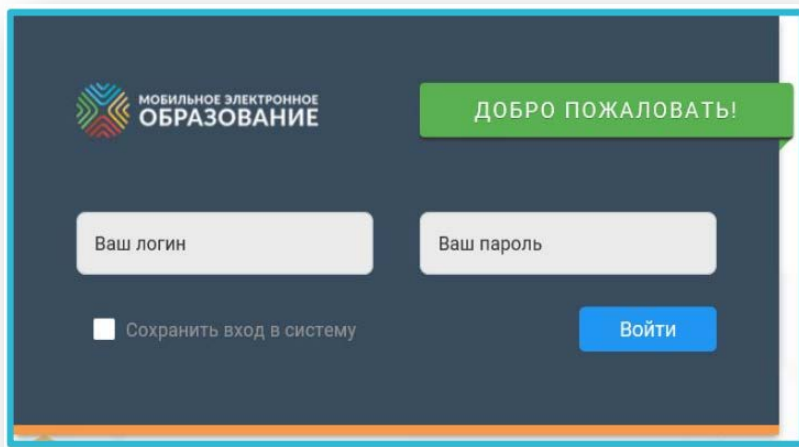 МОБИЛЬНОЕ ЭЛЕКТРОННОЕ
ОБРАЗОВАНИЕ
ДОБРО ПОЖАЛОВАТЬ!
Ваш логин
Ваш пароль
Сохранить вход в систему
Войти